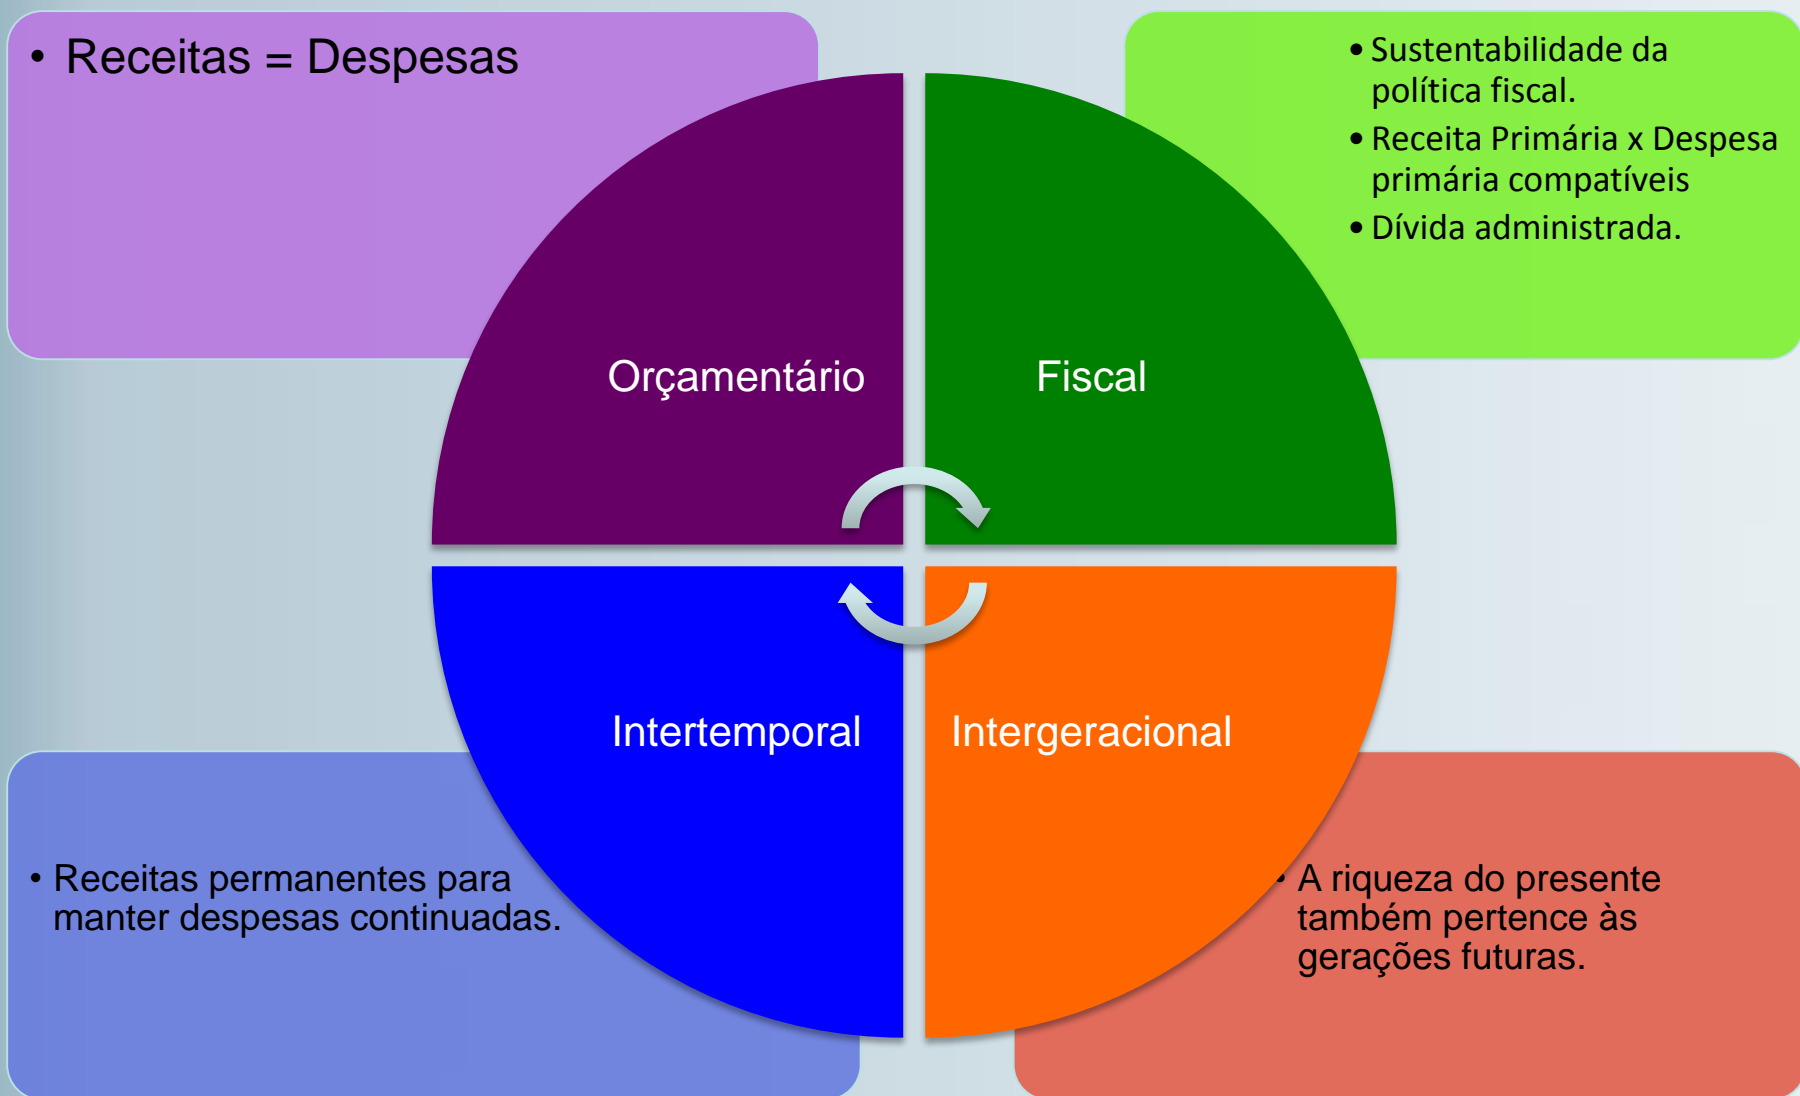 • Receitas = Despesas
• Sustentabilidade da
política fiscal.
• Receita Primária x Despesa
primária compatíveis
• Dívida administrada.
Orçamentário
Fiscal
Intertemporal
Intergeracional
• Receitas permanentes para
manter despesas continuadas.
• A riqueza do presente
também pertence às
gerações futuras.